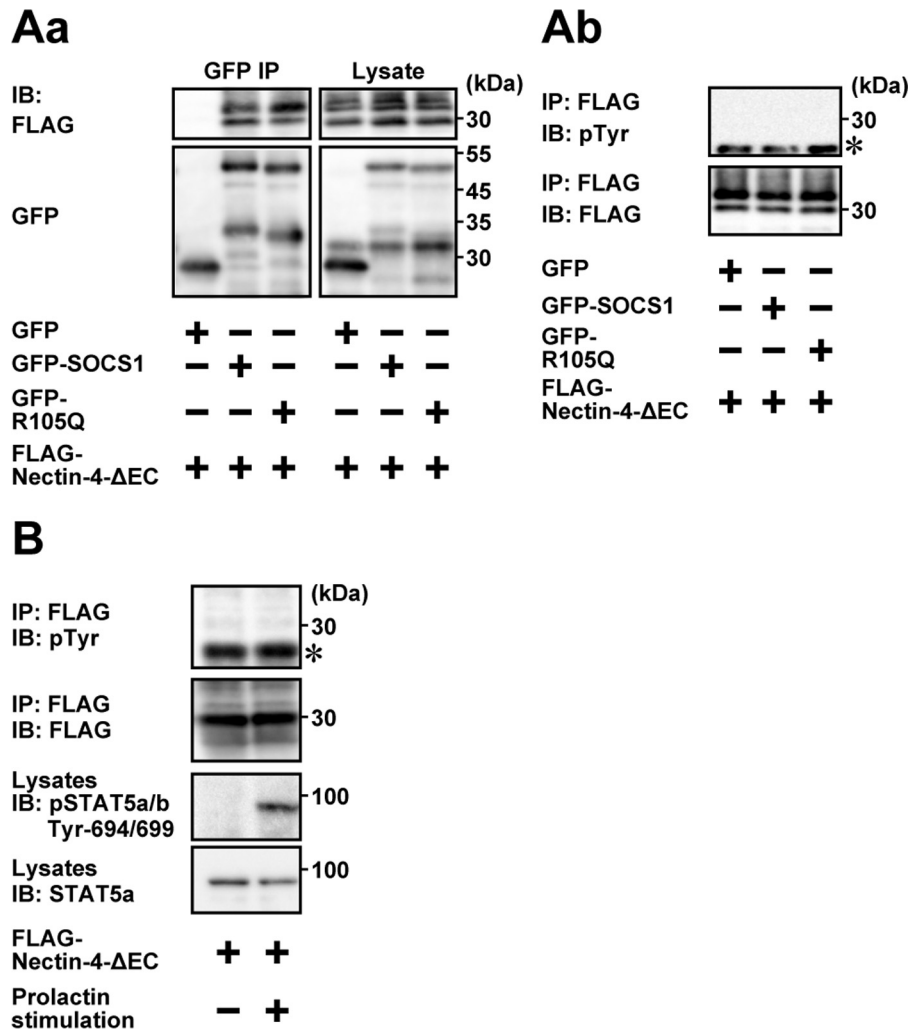 Aa
GFP IP Lysate (kDa)
IB:
FLAG
30
GFP
55
45
35
30
GFP + − − + − −
GFP-SOCS1 − + − − + −
GFP-
R105Q − − + − − +
FLAG-
Nectin-4-ΔEC + + + + + +
Ab
(kDa)
IP: FLAG
IB: pTyr
30
*
IP: FLAG
IB: FLAG
30
GFP + − −
GFP-SOCS1 − + −
GFP-
R105Q − − +
FLAG-
Nectin-4-ΔEC + + +
B
(kDa)
IP: FLAG
IB: pTyr
30
*
IP: FLAG
IB: FLAG
30
Lysates
IB: pSTAT5a/b
Tyr-694/699
100
Lysates
IB: STAT5a
100
FLAG-
Nectin-4-ΔEC + +
Prolactin
stimulation − +